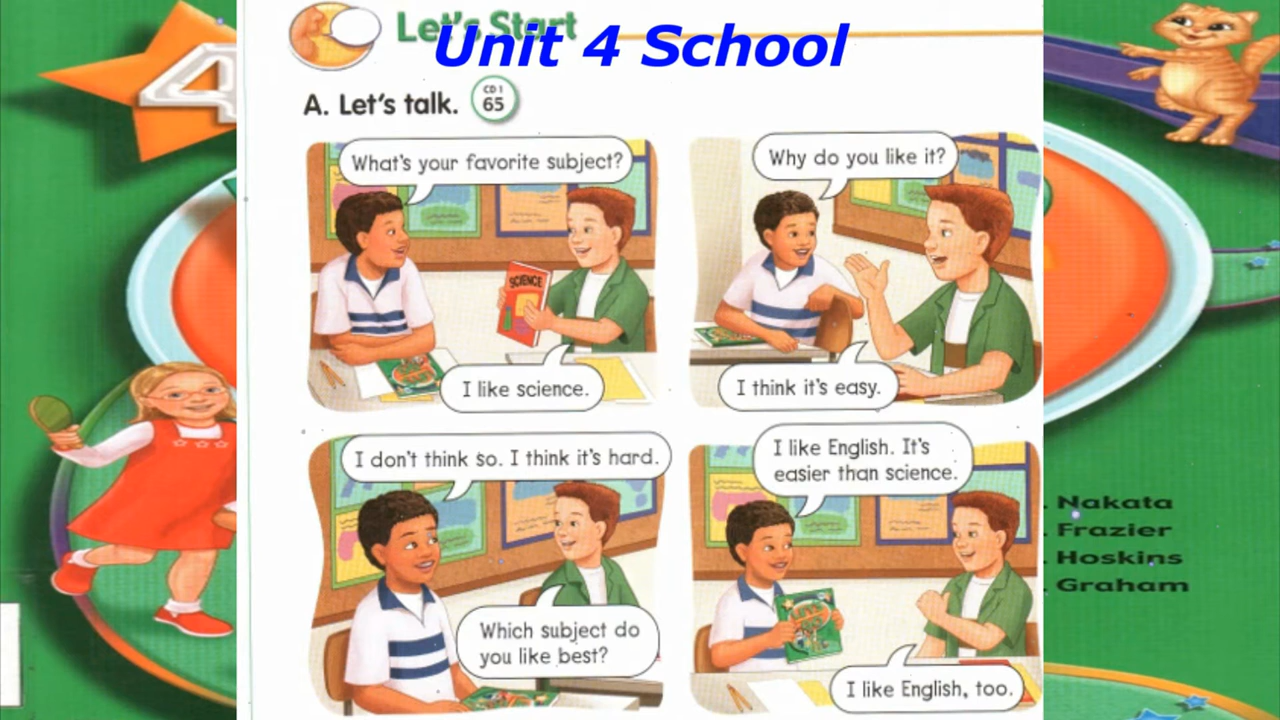 Let's Start
Unit 4 School
4
A. Let's talk.
CD 1
65
What's your favorite subject?
SCIENCE
I like science.
Why do you like it?
I think it's easy.
I don't think so. I think it's hard.
Which subject do
you like best?
I like English. It's
easier than science.
I like English, too.
. Nakata
. Frazier
. Hoskins
. Graham